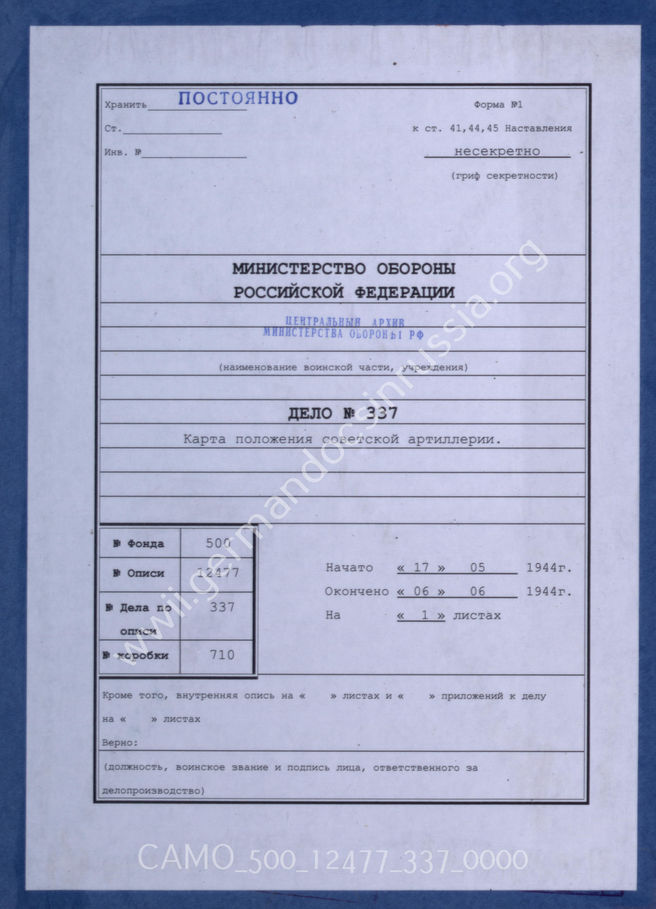 Хранить ПОСТОЯННО
Форма №1
Ст.
к ст. 41,44,45 Наставления
Инв. №
несекретно
(гриф секретности)
МИНИСТЕРСТВО ОБОРОНЫ
РОССИЙСКОЙ ФЕДЕРАЦИИ
ЦЕНТРАЛЬНЫЙ АРХИВ
МИНИСТЕРСТВА ОБОРОНЫ РФ
(наименование воинской части, учреждения)
ДЕЛО № 337
Карта положения советской артиллерии.
№ Фонда 500
№ Описи 12477
№ Дела по описи 337
№ коробки 710
Начато « 17 » 05 1944г.
Окончено « 06 » 06 1944г.
На « 1 » листах
Кроме того, внутренняя опись на « » листах и « » приложений к делу
на « » листах
Верно:
(должность, воинское звание и подпись лица, ответственного за
делопроизводство)
www.germandocsinrussia.org
CAMO_500_12477_337_0000